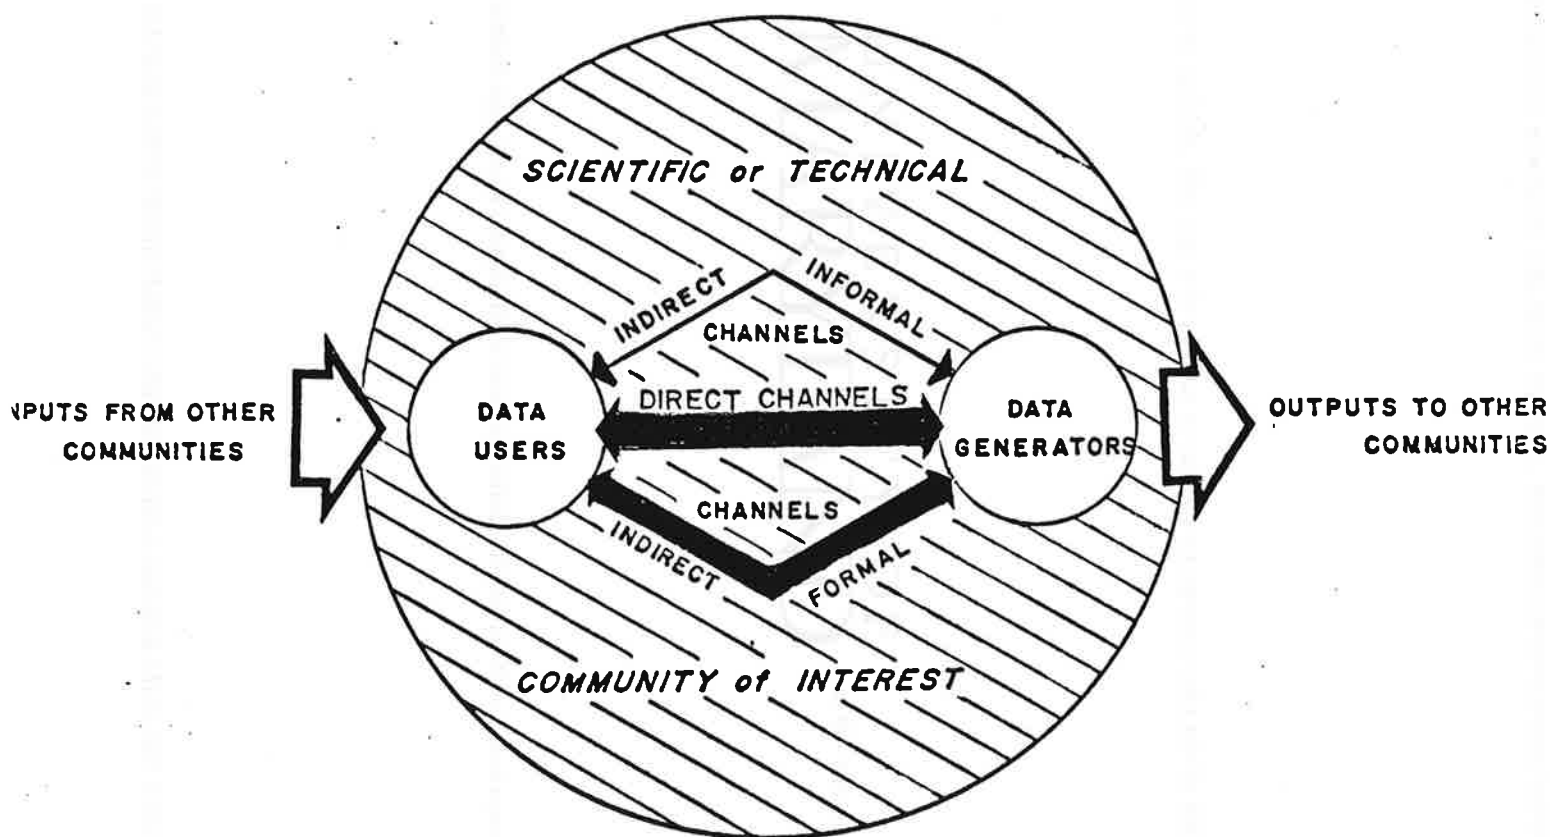 SCIENTIFIC or TECHNICAL
INDIRECT
INFORMAL
CHANNELS
NPUTS FROM OTHER
COMMUNITIES
DATA
USERS
DIRECT CHANNELS
DATA
GENERATORS
OUTPUTS TO OTHER
COMMUNITIES
CHANNELS
INDIRECT
FORMAL
COMMUNITY of INTEREST